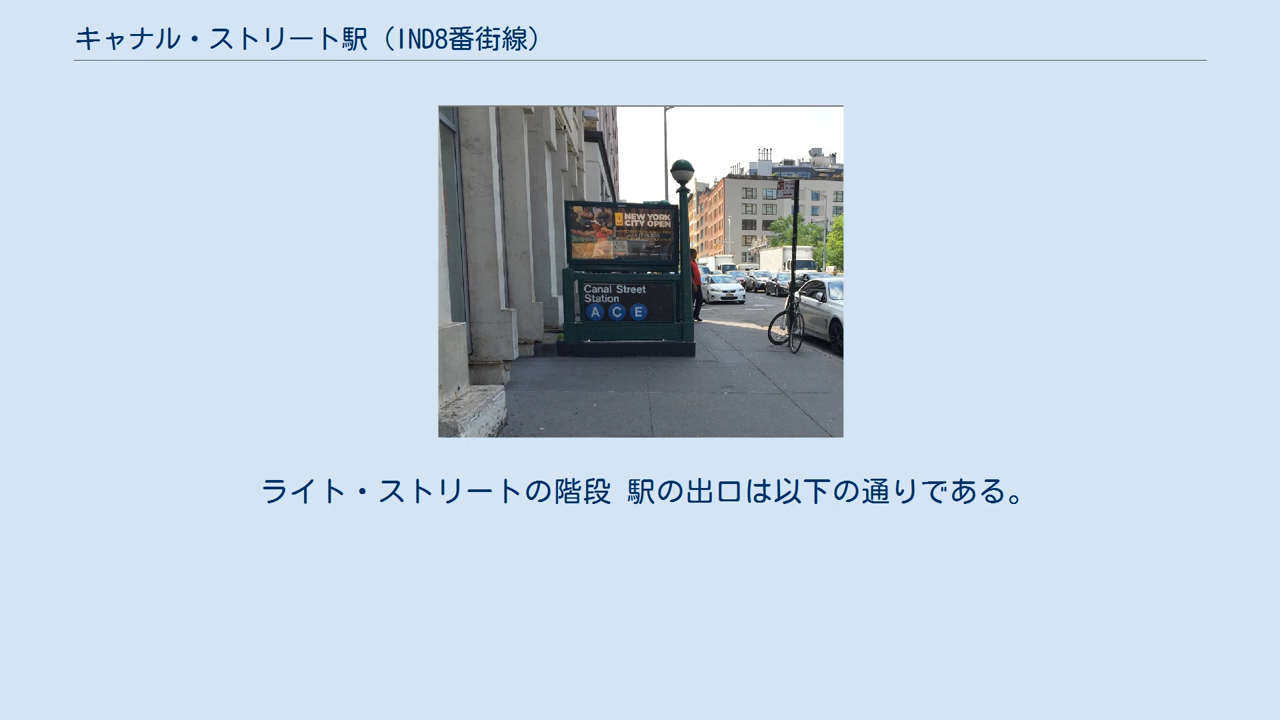 キャナル・ストリート駅（IND8番街線）
NEW YORK
CITY OPEN
Canal Street
Station
A C E
ライト・ストリートの階段 駅の出口は以下の通りである。